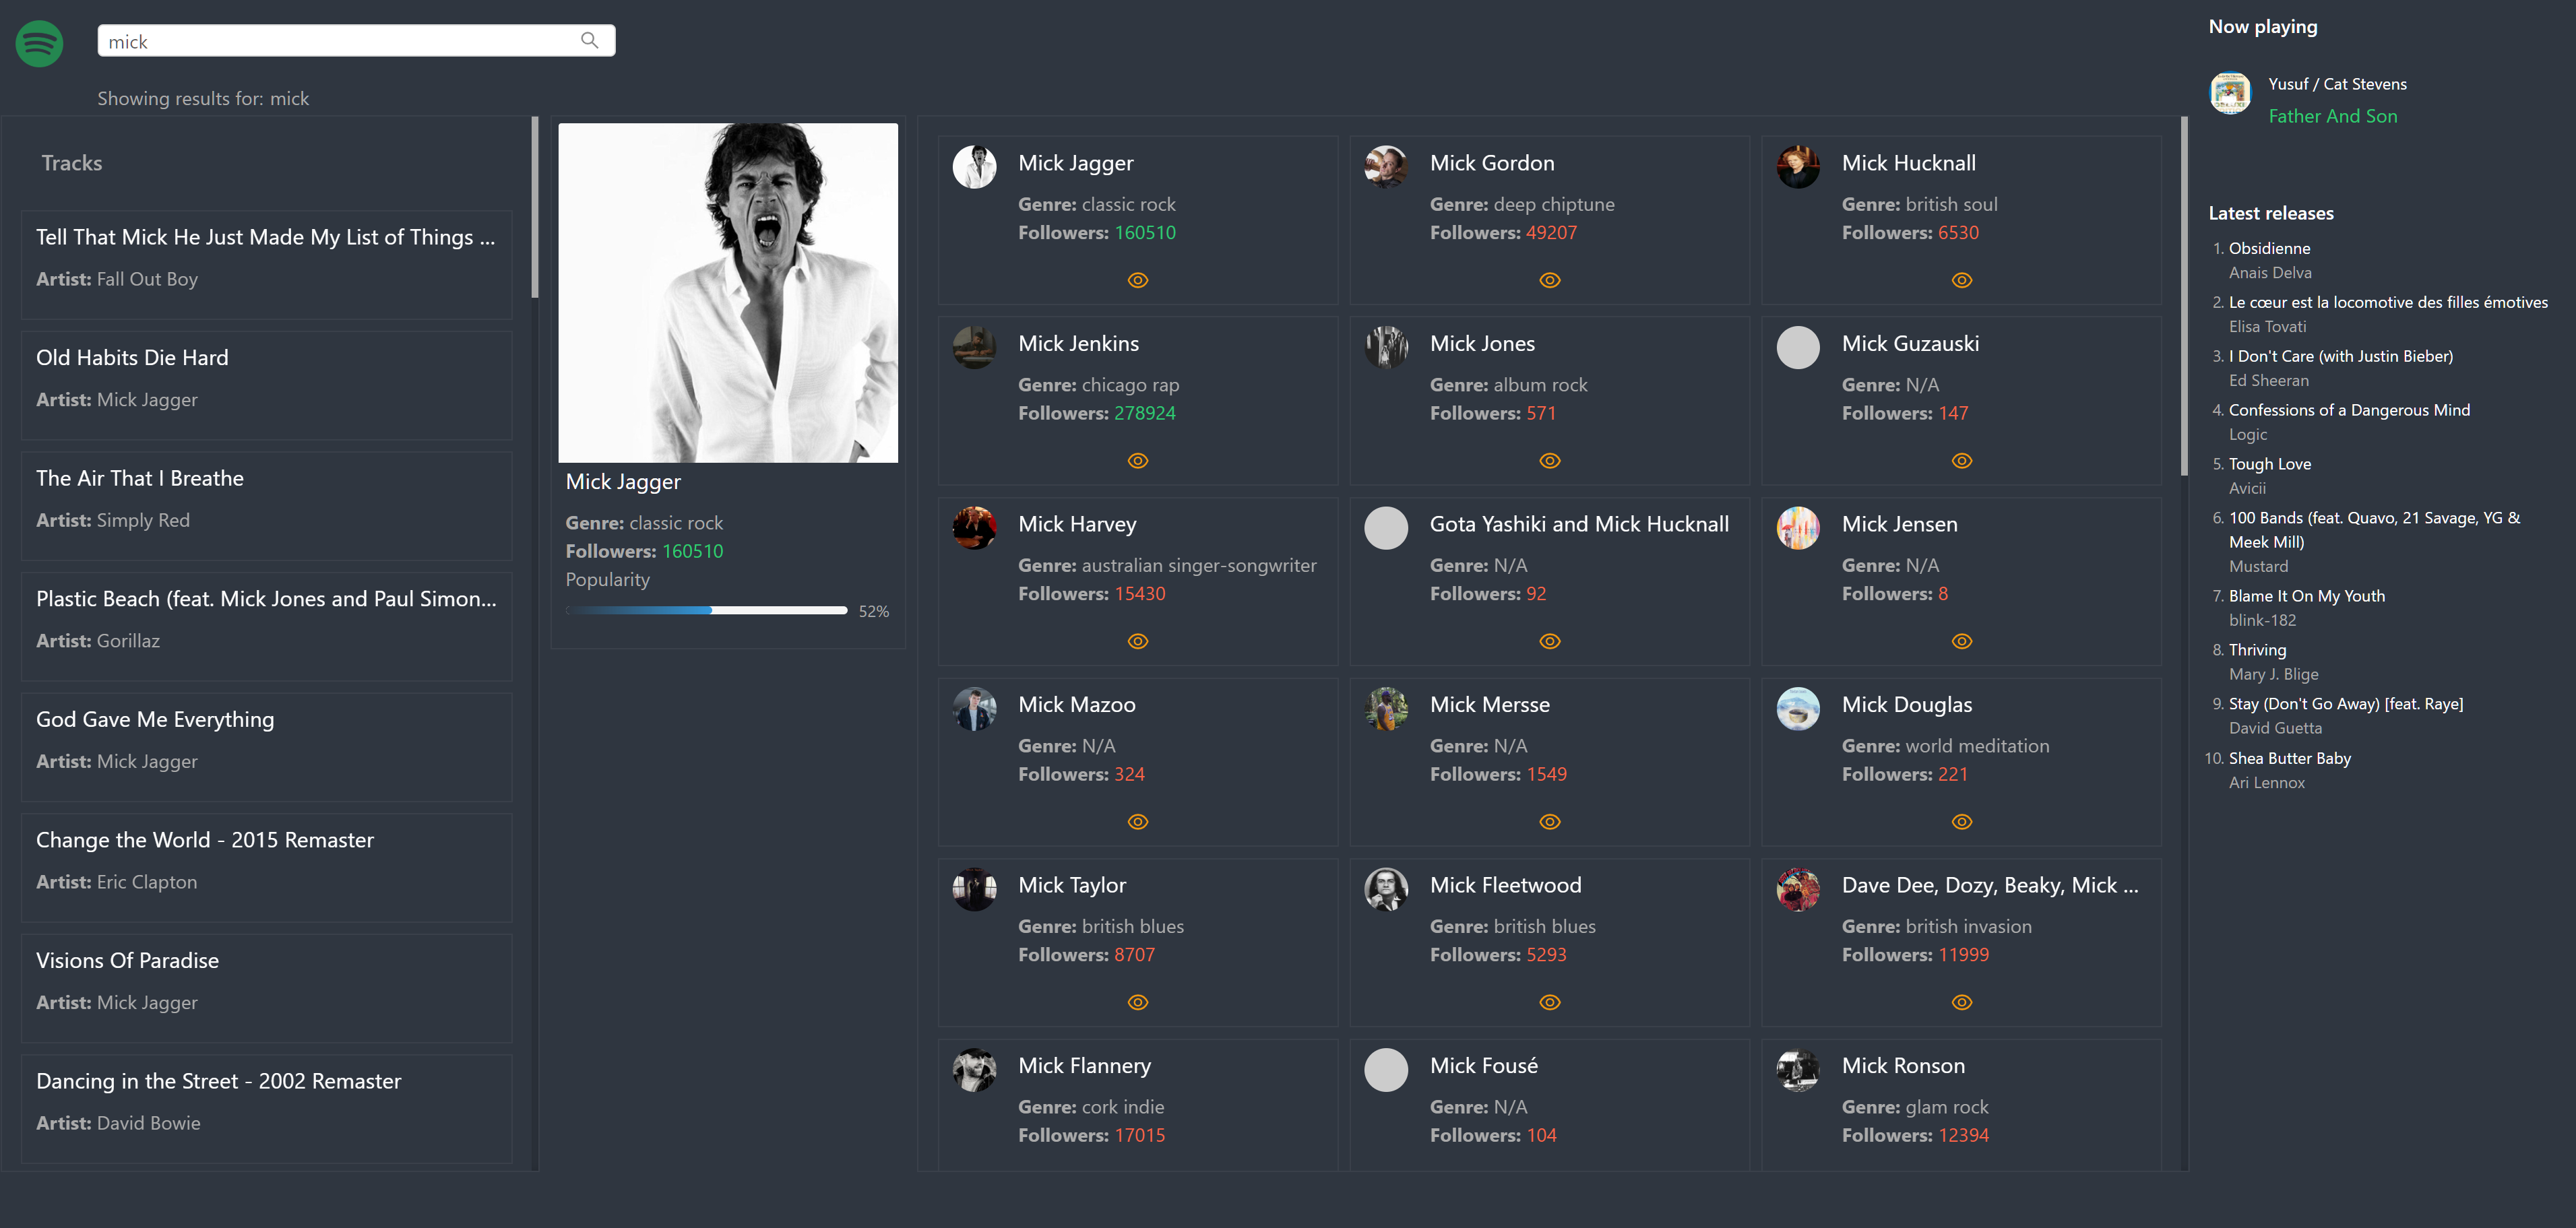 mick
Showing results for: mick
Tracks
Tell That Mick He Just Made My List of Things ...
Artist: Fall Out Boy
Old Habits Die Hard
Artist: Mick Jagger
The Air That I Breathe
Artist: Simply Red
Plastic Beach (feat. Mick Jones and Paul Simon...
Artist: Gorillaz
God Gave Me Everything
Artist: Mick Jagger
Change the World - 2015 Remaster
Artist: Eric Clapton
Visions Of Paradise
Artist: Mick Jagger
Dancing in the Street - 2002 Remaster
Artist: David Bowie
Mick Jagger
Genre: classic rock
Followers: 160510
Popularity
52%
Mick Jagger
Genre: classic rock
Followers: 160510
Mick Gordon
Genre: deep chiptune
Followers: 49207
Mick Hucknall
Genre: british soul
Followers: 6530
Mick Jenkins
Genre: chicago rap
Followers: 278924
Mick Jones
Genre: album rock
Followers: 571
Mick Guzauski
Genre: N/A
Followers: 147
Mick Harvey
Genre: australian singer-songwriter
Followers: 15430
Gota Yashiki and Mick Hucknall
Genre: N/A
Followers: 92
Mick Jensen
Genre: N/A
Followers: 8
Mick Mazoo
Genre: N/A
Followers: 324
Mick Mersse
Genre: N/A
Followers: 1549
Mick Douglas
Genre: world meditation
Followers: 221
Mick Taylor
Genre: british blues
Followers: 8707
Mick Fleetwood
Genre: british blues
Followers: 5293
Dave Dee, Dozy, Beaky, Mick ...
Genre: british invasion
Followers: 11999
Mick Flannery
Genre: cork indie
Followers: 17015
Mick Fousé
Genre: N/A
Followers: 104
Mick Ronson
Genre: glam rock
Followers: 12394
Now playing
Yusuf / Cat Stevens
Father And Son
Latest releases
1. Obsidienne
Anais Delva
2. Le cœur est la locomotive des filles émotives
Elisa Tovati
3. I Don't Care (with Justin Bieber)
Ed Sheeran
4. Confessions of a Dangerous Mind
Logic
5. Tough Love
Avicii
6. 100 Bands (feat. Quavo, 21 Savage, YG &
Meek Mill)
Mustard
7. Blame It On My Youth
blink-182
8. Thriving
Mary J. Blige
9. Stay (Don't Go Away) [feat. Raye]
David Guetta
10. Shea Butter Baby
Ari Lennox